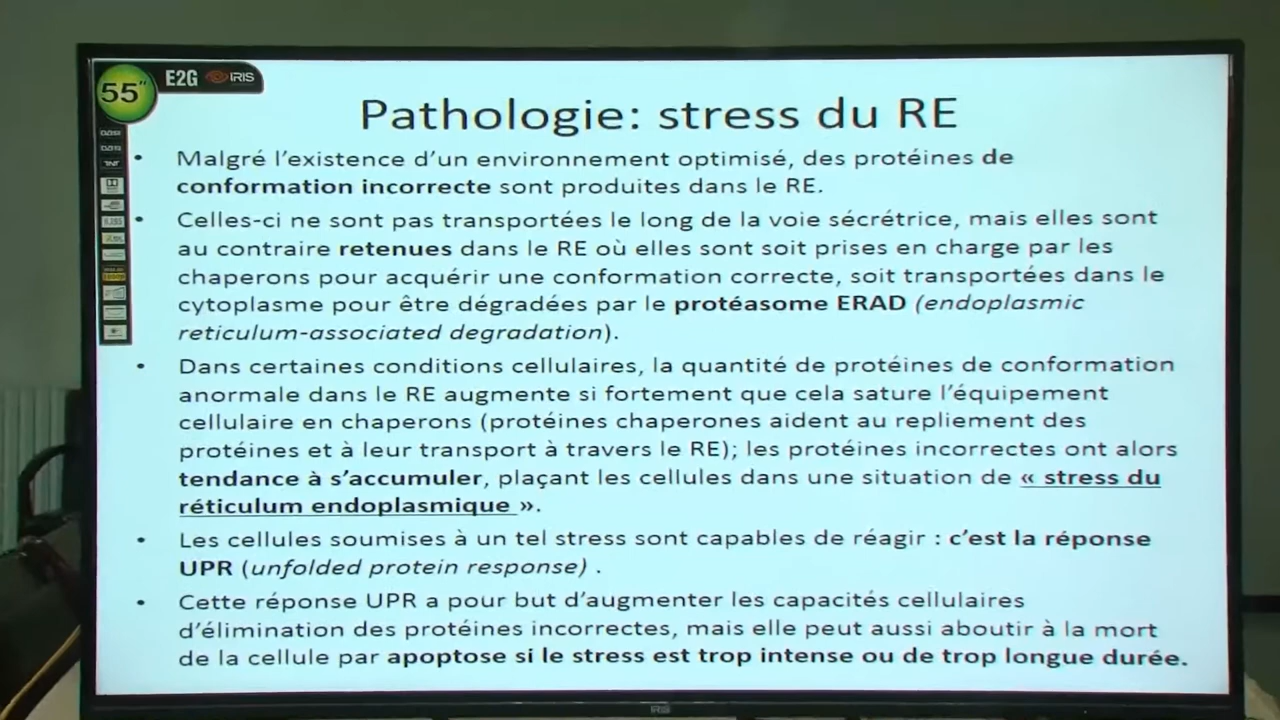 55"
E2G IRIS
Pathologie: stress du RE
• Malgré l'existence d'un environnement optimisé, des protéines de
conformation incorrecte sont produites dans le RE.
• Celles-ci ne sont pas transportées le long de la voie sécrétrice, mais elles sont
au contraire retenues dans le RE où elles sont soit prises en charge par les
chaperons pour acquérir une conformation correcte, soit transportées dans le
cytoplasme pour être dégradées par le protéasome ERAD (endoplasmic
reticulum-associated degradation).
• Dans certaines conditions cellulaires, la quantité de protéines de conformation
anormale dans le RE augmente si fortement que cela sature l'équipement
cellulaire en chaperons (protéines chaperones aident au repliement des
protéines et à leur transport à travers le RE); les protéines incorrectes ont alors
tendance à s'accumuler, plaçant les cellules dans une situation de « stress du
réticulum endoplasmique ».
• Les cellules soumises à un tel stress sont capables de réagir : c'est la réponse
UPR (unfolded protein response) .
• Cette réponse UPR a pour but d'augmenter les capacités cellulaires
d'élimination des protéines incorrectes, mais elle peut aussi aboutir à la mort
de la cellule par apoptose si le stress est trop intense ou de trop longue durée.
IRIS